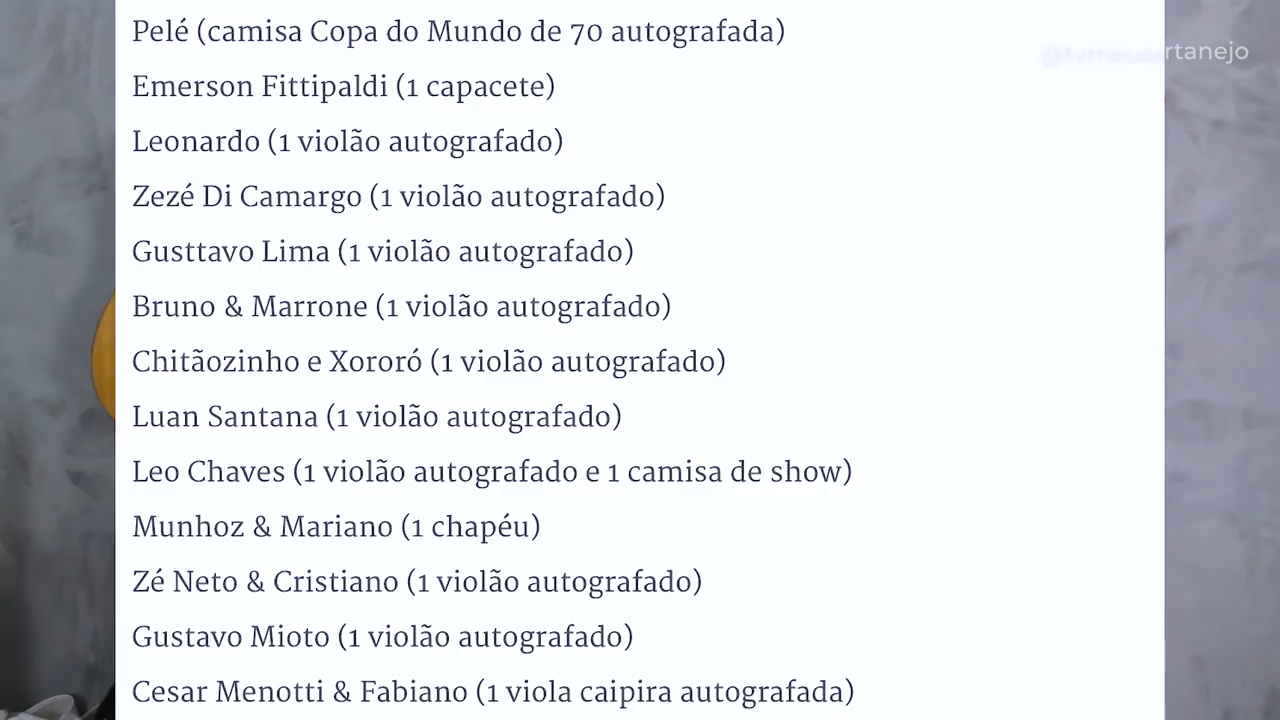 Pelé (camisa Copa do Mundo de 70 autografada)
Emerson Fittipaldi (1 capacete)
Leonardo (1 violão autografado)
Zezé Di Camargo (1 violão autografado)
Gusttavo Lima (1 violão autografado)
Bruno & Marrone (1 violão autografado)
Chitãozinho e Xororó (1 violão autografado)
Luan Santana (1 violão autografado)
Leo Chaves (1 violão autografado e 1 camisa de show)
Munhoz & Mariano (1 chapéu)
Zé Neto & Cristiano (1 violão autografado)
Gustavo Mioto (1 violão autografado)
Cesar Menotti & Fabiano (1 viola caipira autografada)